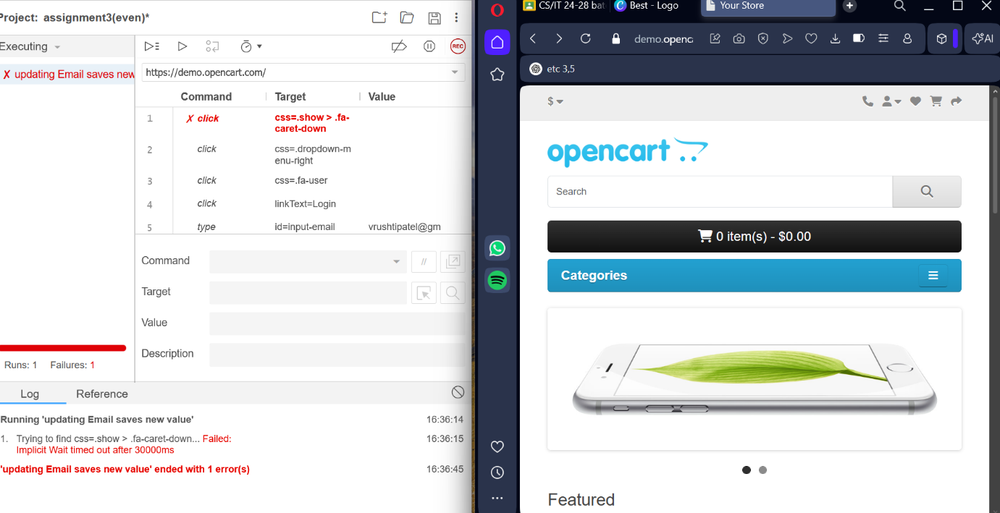 Project: assignment3(even)*
Executing
✗ updating Email saves new
REC
https://demo.opencart.com/
Command Target Value
1 ✗ click css=.show > .fa-
caret-down
2 click css=.dropdown-m
enu-right
3 click css=.fa-user
4 click linkText=Login
5 type id=input-email vrushtipatel@gm
Command
//
Target
Value
Description
Runs: 1 Failures: 1
Log Reference
Running 'updating Email saves new value' 16:36:14
1. Trying to find css=.show > .fa-caret-down... Failed: 16:36:15
Implicit Wait timed out after 30000ms
'updating Email saves new value' ended with 1 error(s) 16:36:45
CS/IT 24-28 bat
Best - Logo
Your Store
demo.openca
AI
etc 3,5
$
opencart
Search
0 item(s) - $0.00
Categories
Featured